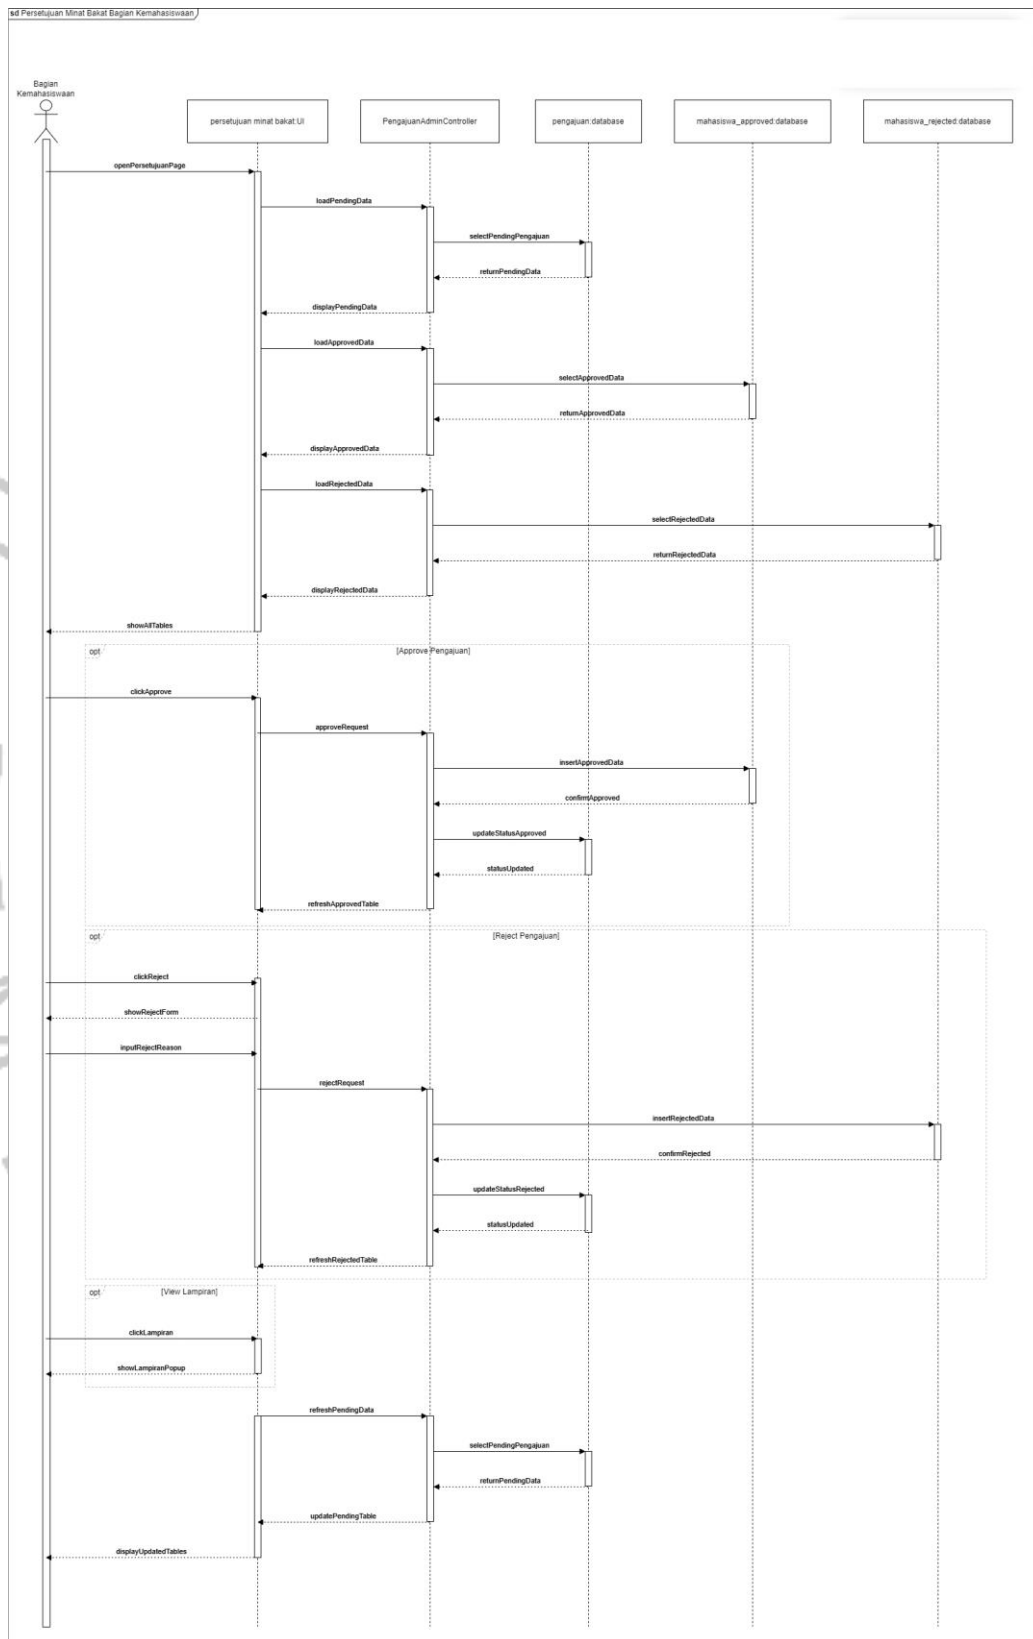 sd Persetujuan Minat Bakat Bagian Kemahasiswaan
Bagian
Kemahasiswaan
persetujuan minat bakat:UI
PengajuanAdminController
pengajuan:database
mahasiswa_approved:database
mahasiswa_rejected:database
openPersetujuanPage
loadPendingData
selectPendingPengajuan
returnPendingData
displayPendingData
loadApprovedData
selectApprovedData
returnApprovedData
displayApprovedData
loadRejectedData
selectRejectedData
returnRejectedData
displayRejectedData
showAllTables
opt
[Approve Pengajuan]
clickApprove
approveRequest
insertApprovedData
confirmApproved
updateStatusApproved
statusUpdated
refreshApprovedTable
opt
[Reject Pengajuan]
clickReject
showRejectForm
inputRejectReason
rejectRequest
insertRejectedData
confirmRejected
updateStatusRejected
statusUpdated
refreshRejectedTable
opt
[View Lampiran]
clickLampiran
showLampiranPopup
refreshPendingData
selectPendingPengajuan
returnPendingData
updatePendingTable
displayUpdatedTables